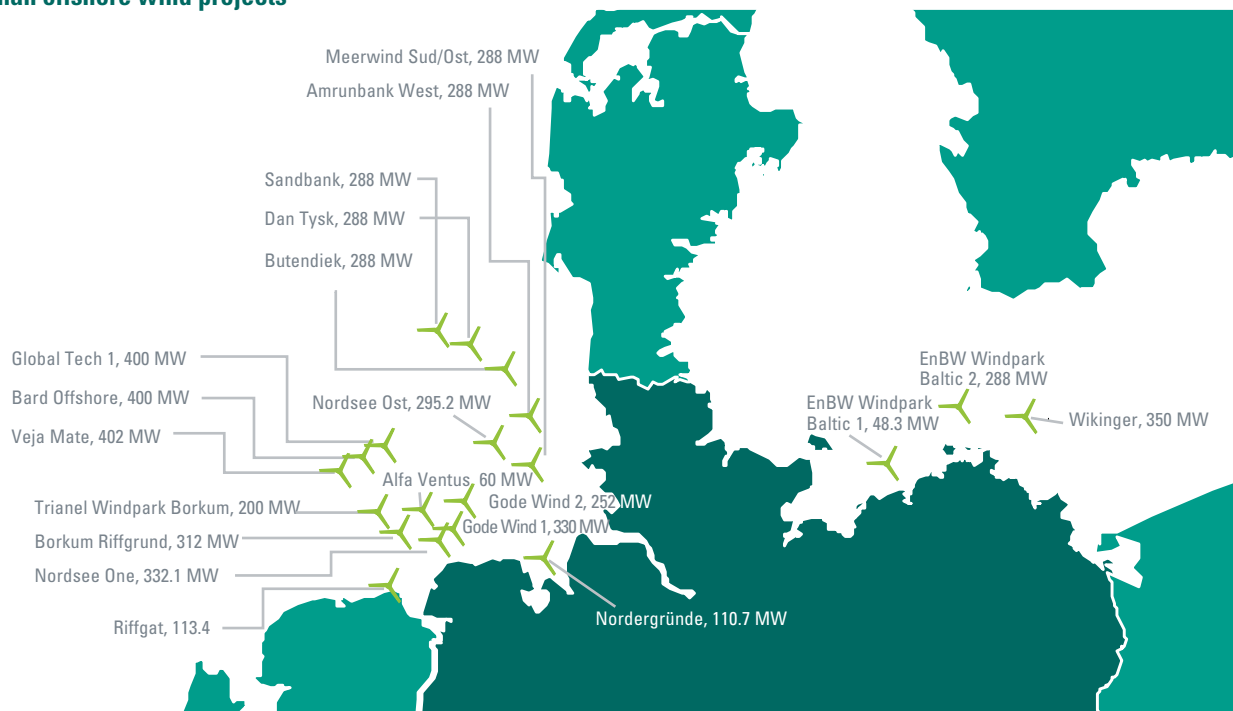 offshore wind projects
Meerwind Sud/Ost, 288 MW
Amrunbank West, 288 MW
Sandbank, 288 MW
Dan Tysk, 288 MW
Butendiek, 288 MW
Global Tech 1, 400 MW
Bard Offshore, 400 MW
Veja Mate, 402 MW
Nordsee Ost, 295.2 MW
Alfa Ventus, 60 MW
Gode Wind 2, 252 MW
Gode Wind 1, 330 MW
Trianel Windpark Borkum, 200 MW
Borkum Riffgrund, 312 MW
Nordsee One, 332.1 MW
Riffgat, 113.4
Nordergründe, 110.7 MW
EnBW Windpark
Baltic 2, 288 MW
EnBW Windpark
Baltic 1, 48.3 MW
Wikinger, 350 MW